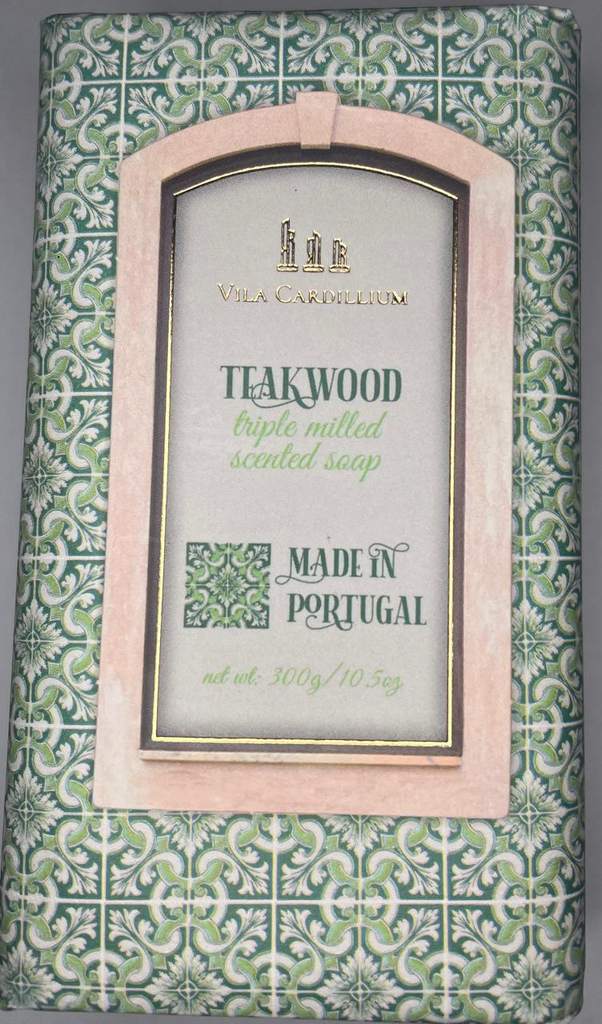 VILA CARDILLIUM
TEAKWOOD
triple milled
scented soap
MADE IN
PORTUGAL
net wt: 300g/10.5oz